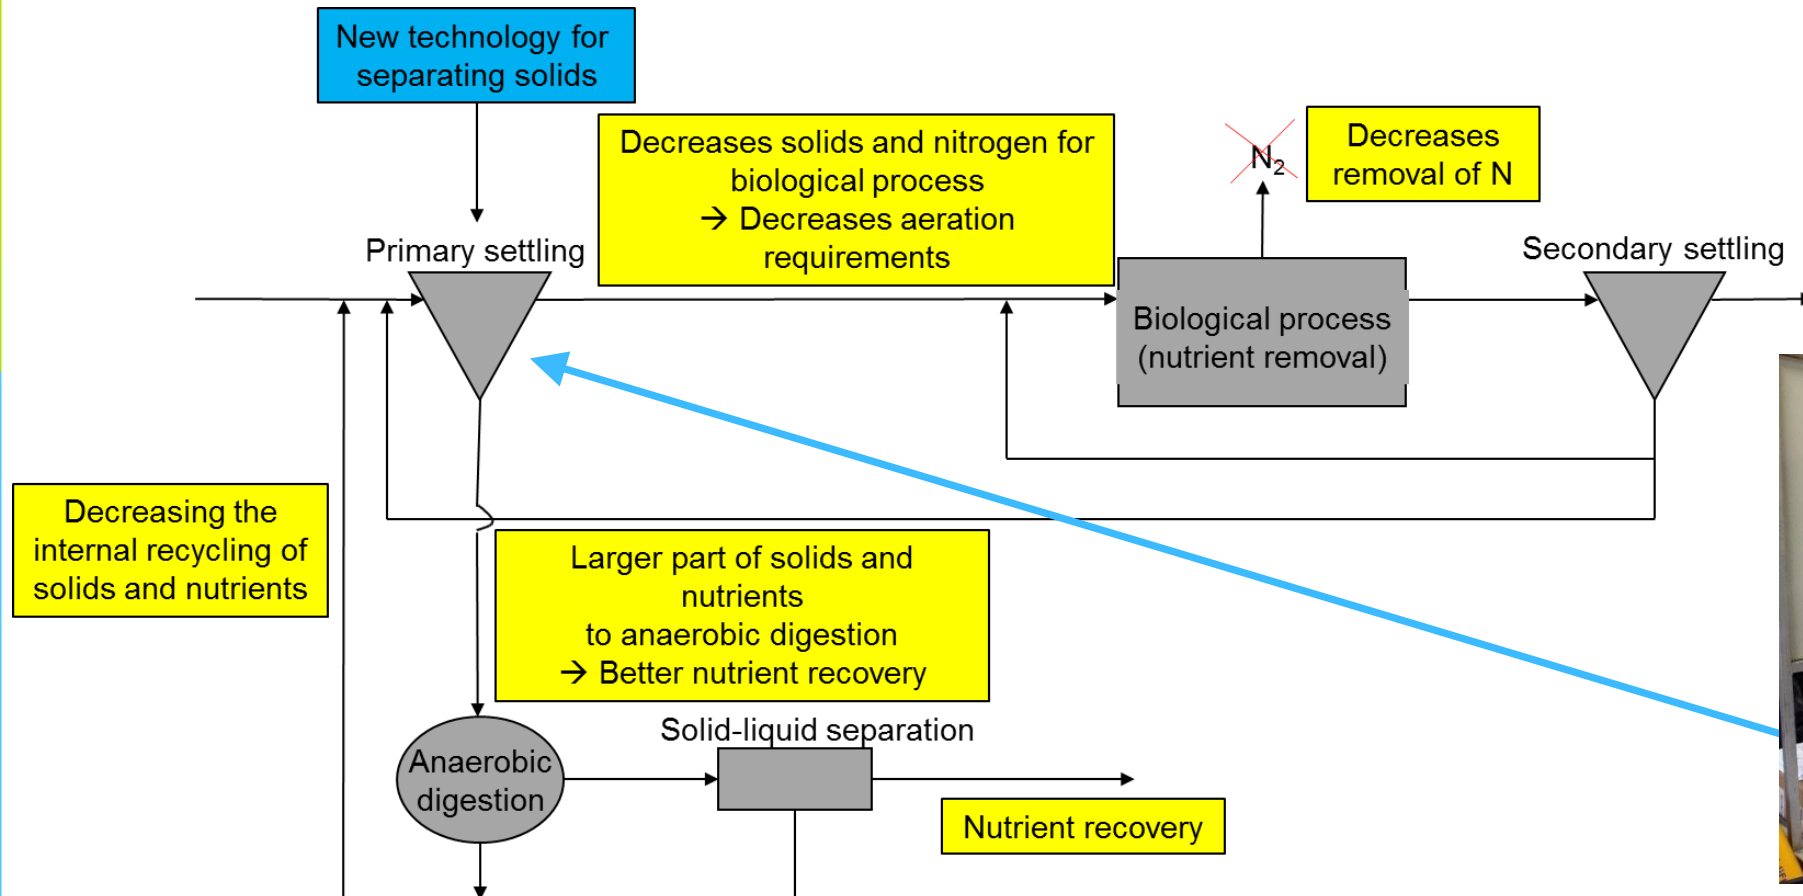 New technology for
separating solids
Decreases solids and nitrogen for
biological process
→ Decreases aeration
requirements
N₂
Decreases
removal of N
Primary settling
Secondary settling
Biological process
(nutrient removal)
Decreasing the
internal recycling of
solids and nutrients
Larger part of solids and
nutrients
to anaerobic digestion
→ Better nutrient recovery
Solid-liquid separation
Anaerobic
digestion
Nutrient recovery